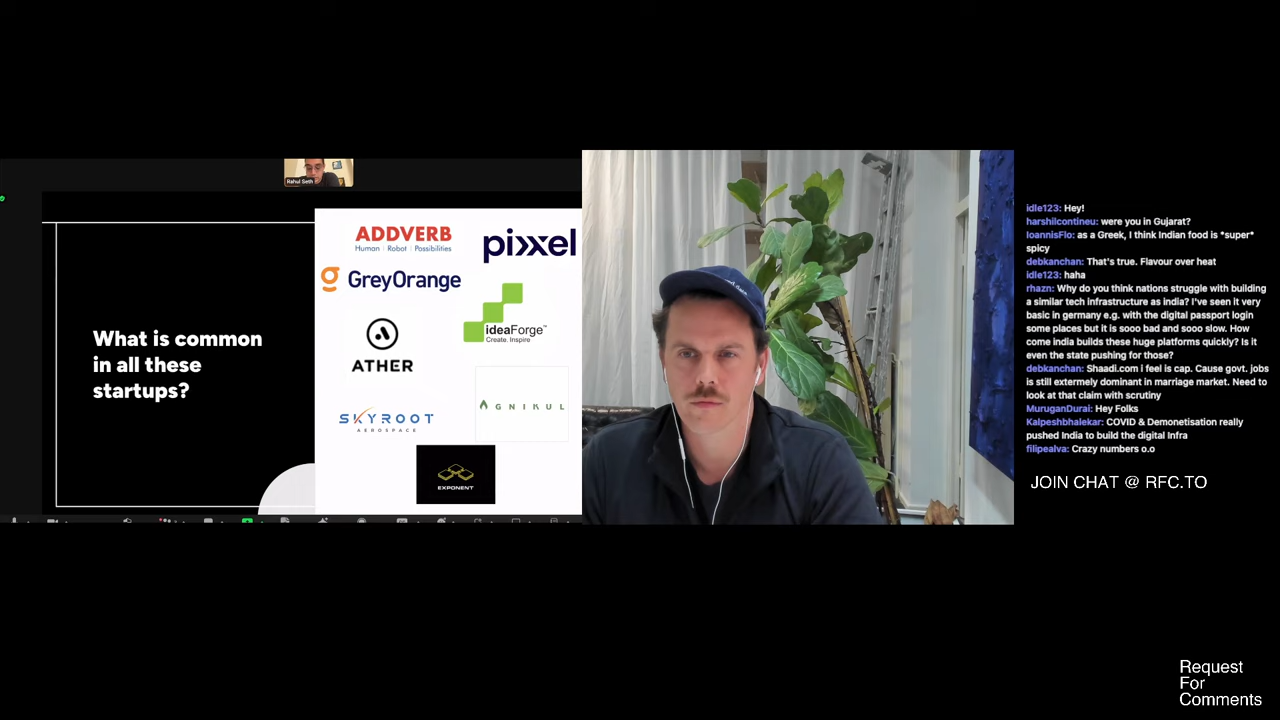 Rahul Seth
What is common
in all these
startups?
ADDVERB
Human : Robot : Possibilities
pixxel
GreyOrange
ideaForge™
Create. Inspire
ATHER
SKYROOT
AEROSPACE
AGNIKUL
EXPONENT
idle123: Hey!
harshilcontineu: were you in Gujarat?
IoannisFlo: as a Greek, I think Indian food is *super*
spicy
debkanchan: That's true. Flavour over heat
idle123: haha
rhazn: Why do you think nations struggle with building
a similar tech infrastructure as india? I've seen it very
basic in germany e.g. with the digital passport login
some places but it is sooo bad and sooo slow. How
come india builds these huge platforms quickly? Is it
even the state pushing for those?
debkanchan: Shaadi.com i feel is cap. Cause govt. jobs
is still extermely dominant in marriage market. Need to
look at that claim with scrutiny
MuruganDurai: Hey Folks
Kalpeshbhalekar: COVID & Demonetisation really
pushed India to build the digital Infra
filipealva: Crazy numbers o.o
JOIN CHAT @ RFC.TO
Request
For
Comments